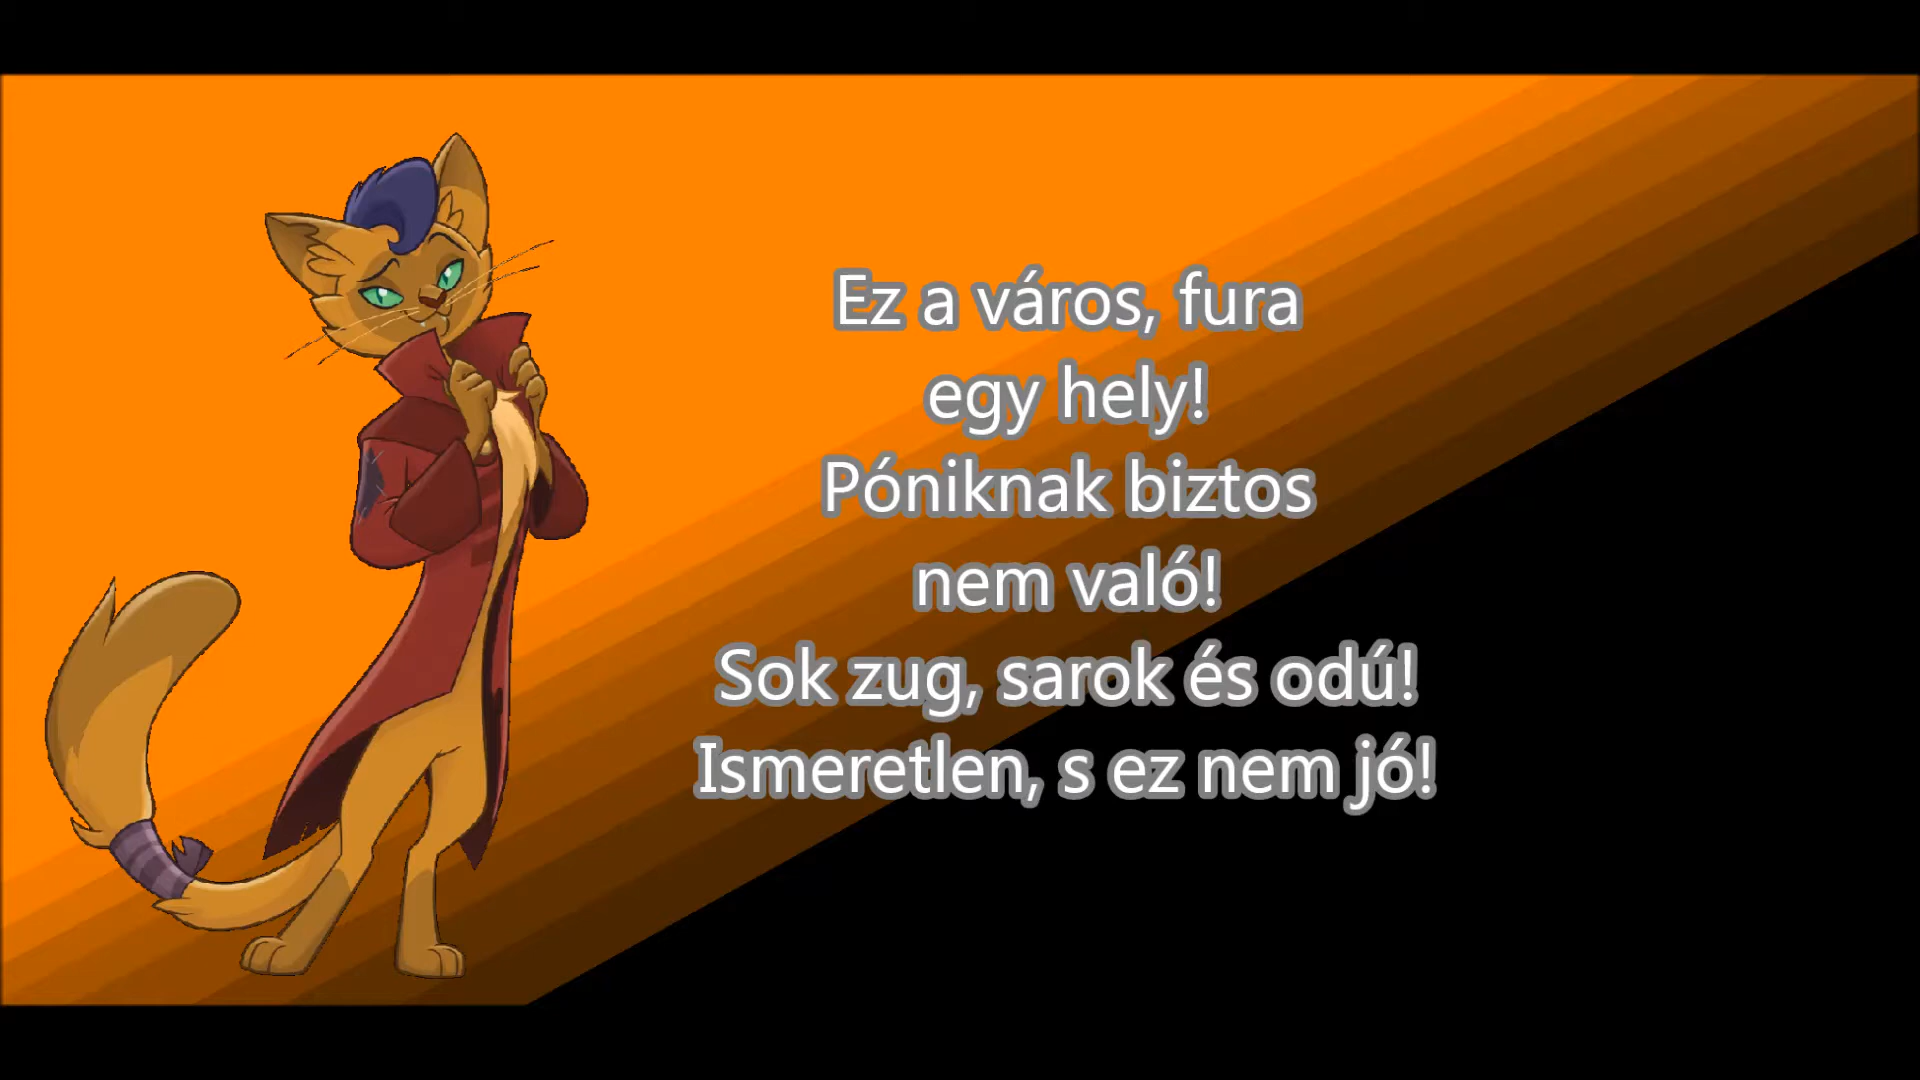 Ez a város, fura
egy hely!
Póniknak biztos
nem való!
Sok zug, sarok és odú!
Ismeretlen, s ez nem jó!